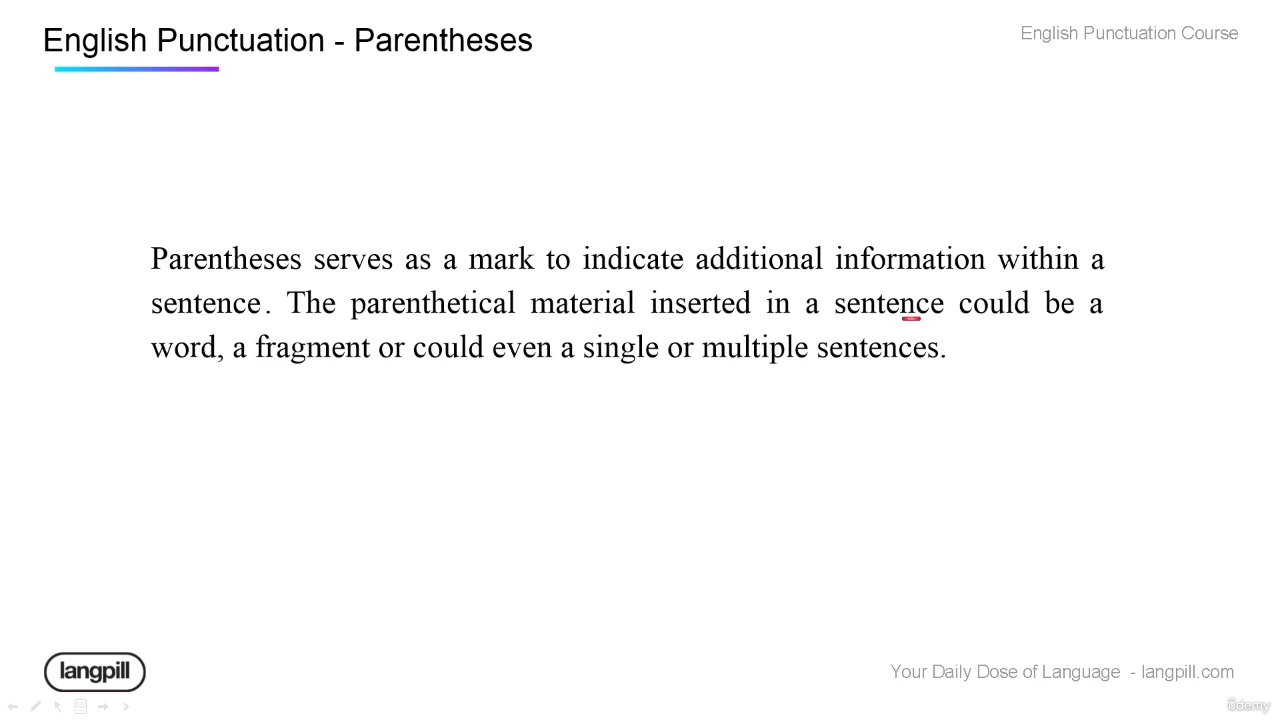 English Punctuation - Parentheses
English Punctuation Course
Parentheses serves as a mark to indicate additional information within a
sentence. The parenthetical material inserted in a sentence could be a
word, a fragment or could even a single or multiple sentences.
langpill
Your Daily Dose of Language - langpill.com
ûdemy